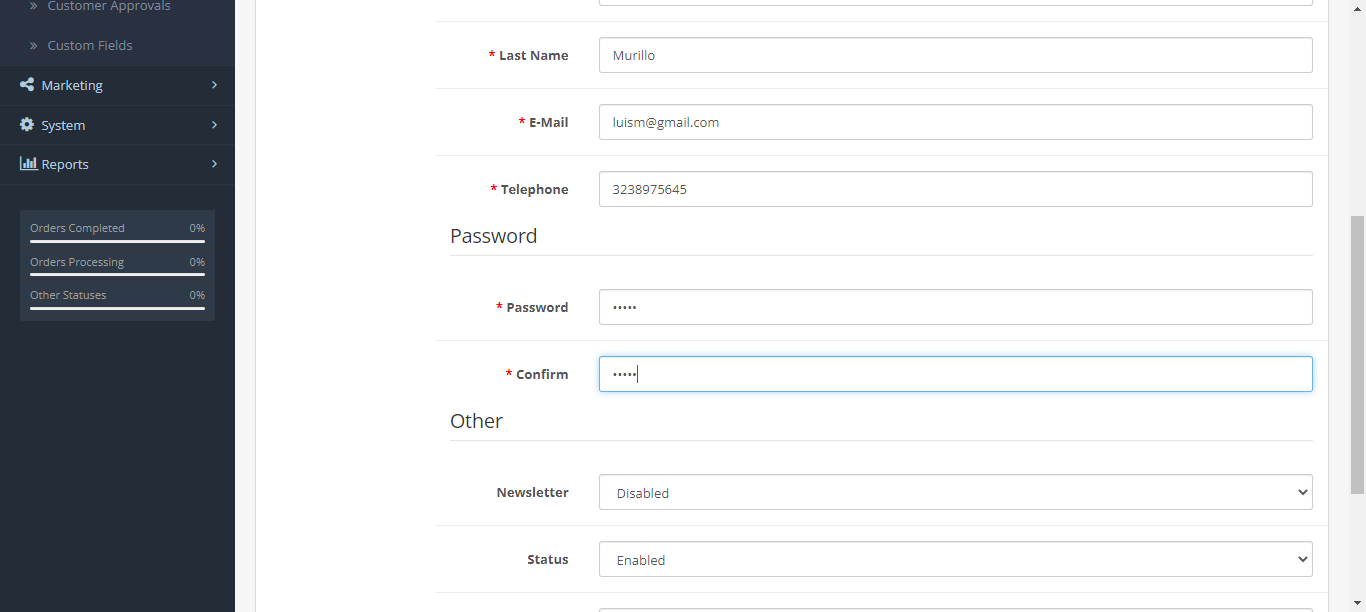 » Customer Approvals
» Custom Fields
Marketing
System
Reports
Orders Completed 0%
Orders Processing 0%
Other Statuses 0%
* Last Name Murillo
* E-Mail luism@gmail.com
* Telephone 3238975645
Password
* Password •••••
* Confirm •••••
Other
Newsletter Disabled
Status Enabled